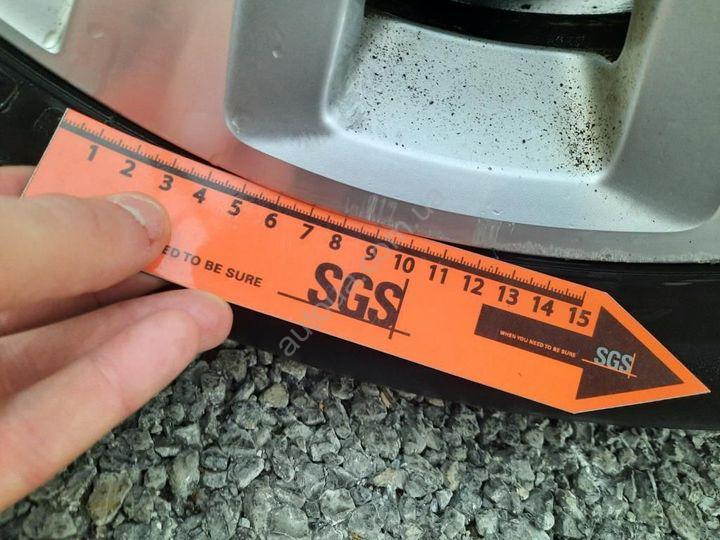 1 2 3 4 5 6 7 8 9 10 11 12 13 14 15
ED TO BE SURE
SGS
WHEN YOU NEED TO BE SURE
SGS